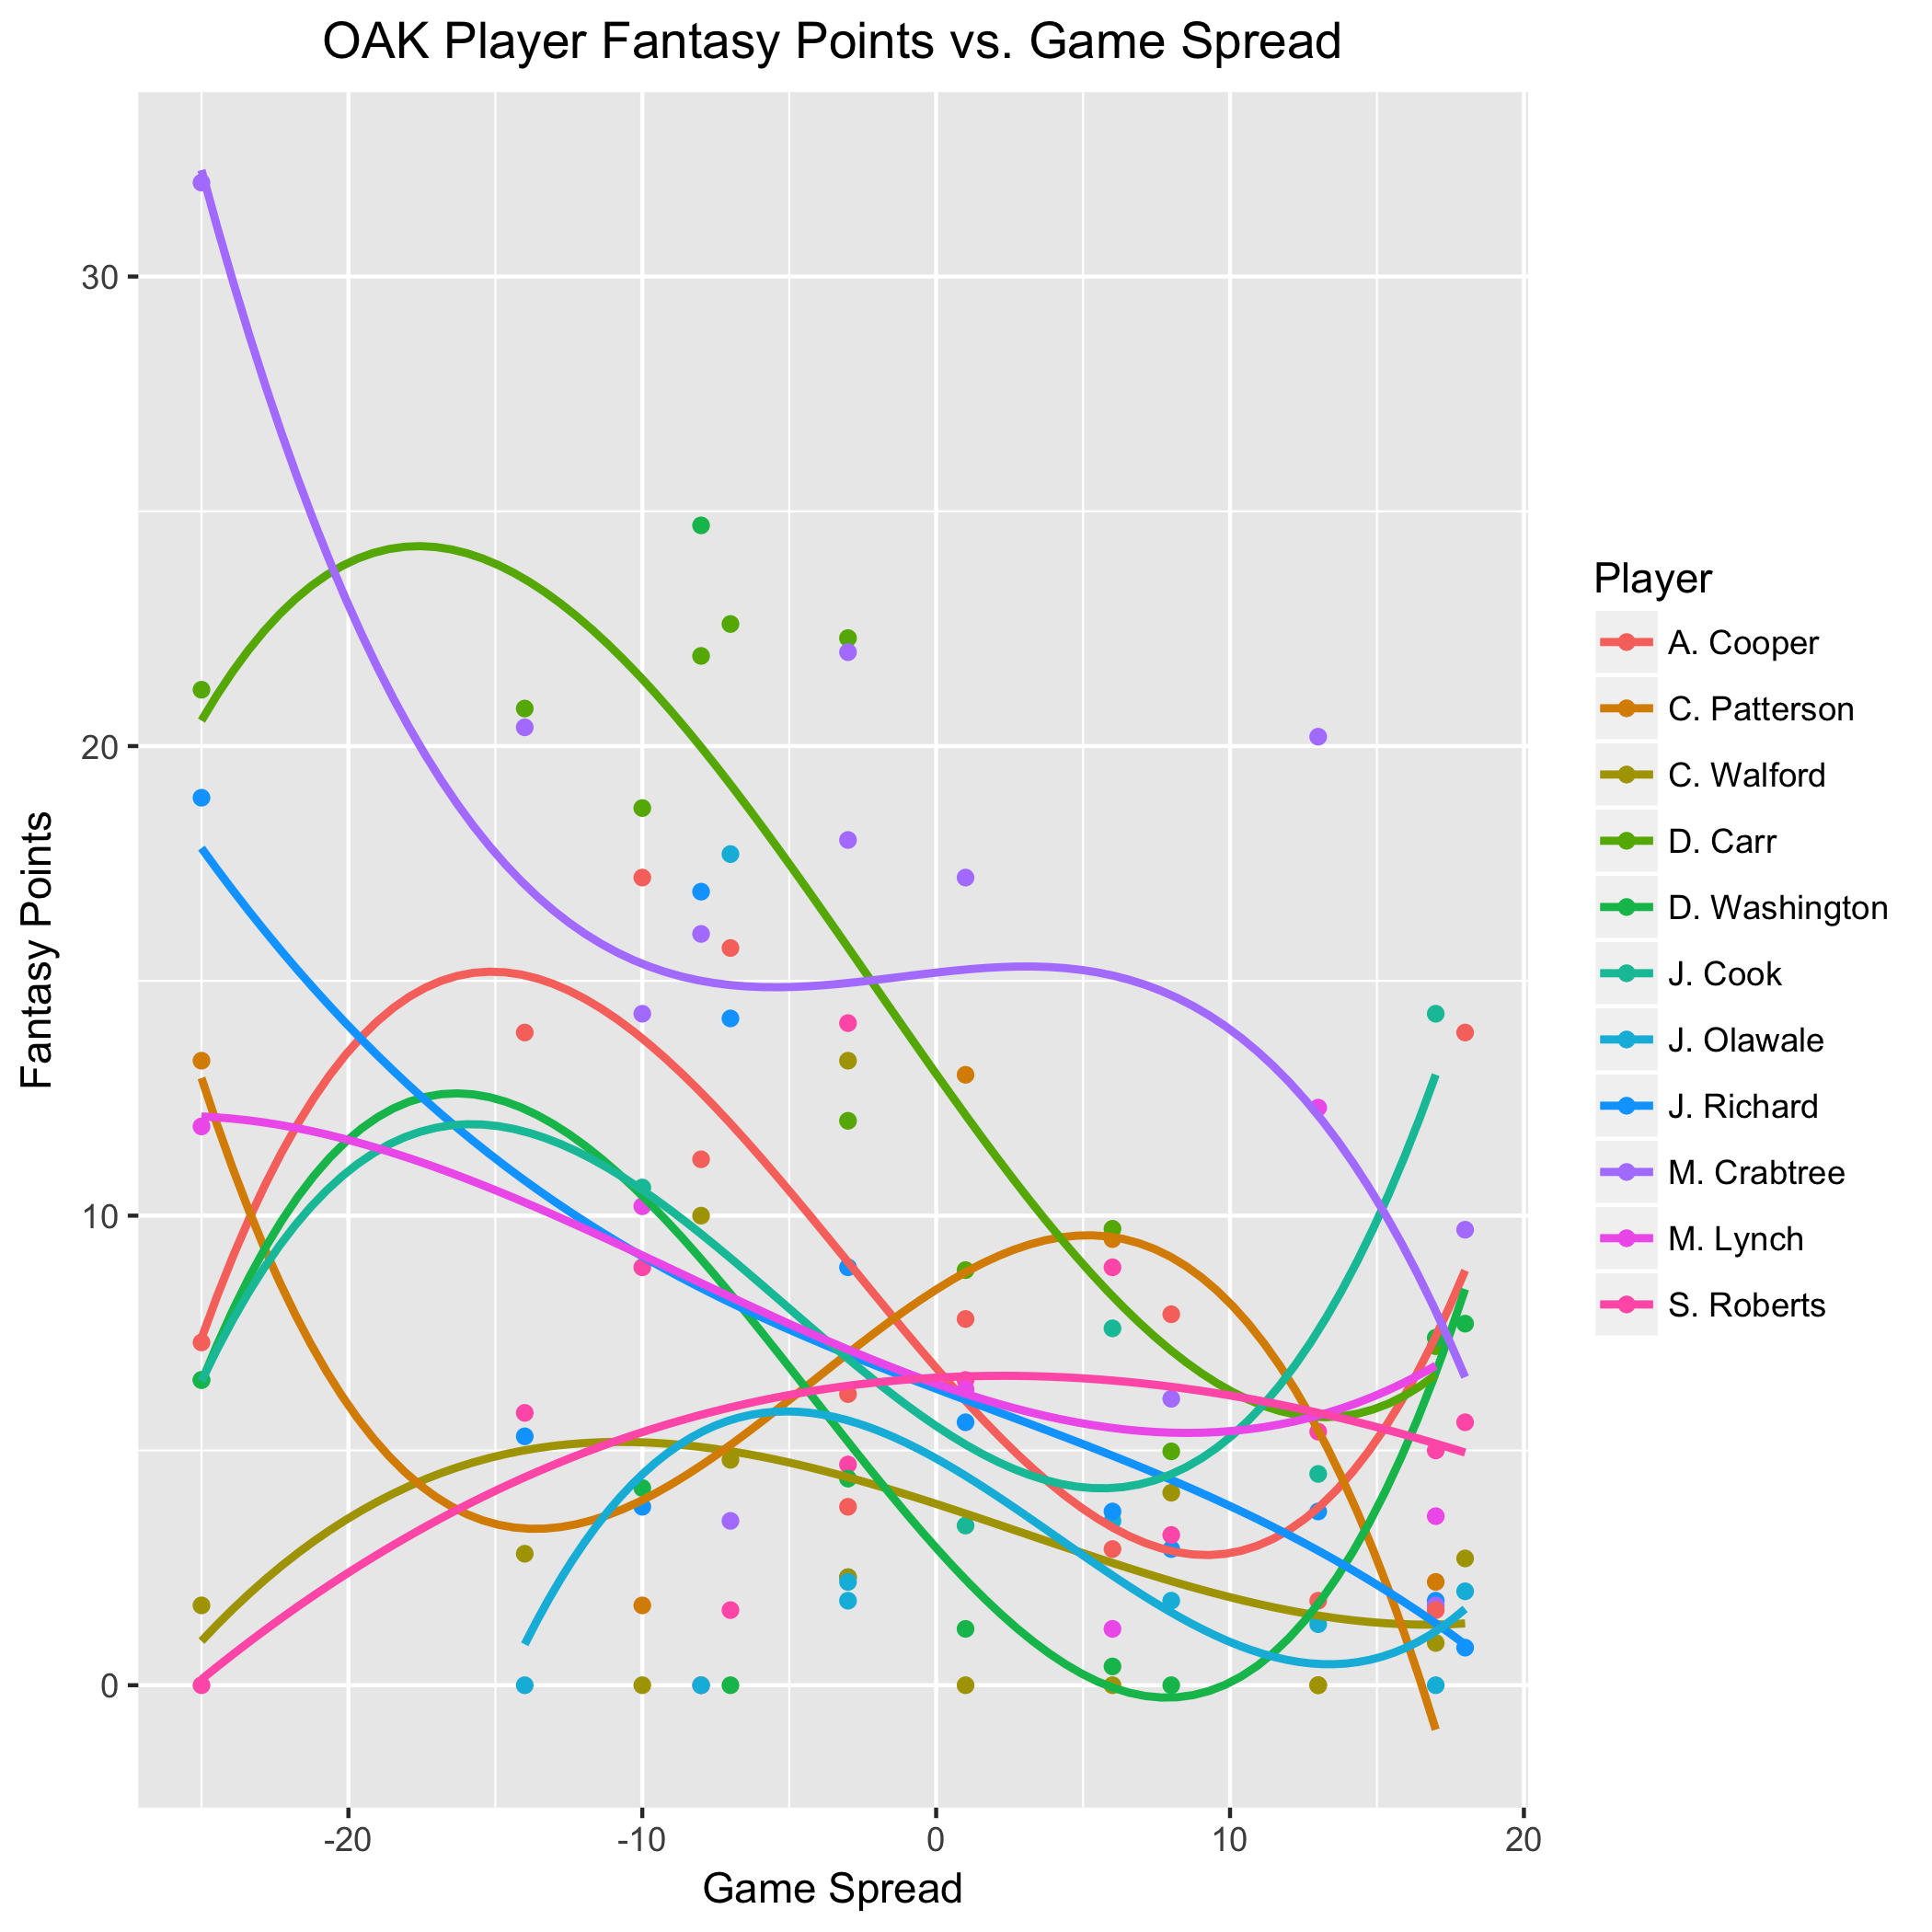 OAK Player Fantasy Points vs. Game Spread
Fantasy Points
30
20
10
0
-20
-10
0
10
20
Game Spread
Player
A. Cooper
C. Patterson
C. Walford
D. Carr
D. Washington
J. Cook
J. Olawale
J. Richard
M. Crabtree
M. Lynch
S. Roberts